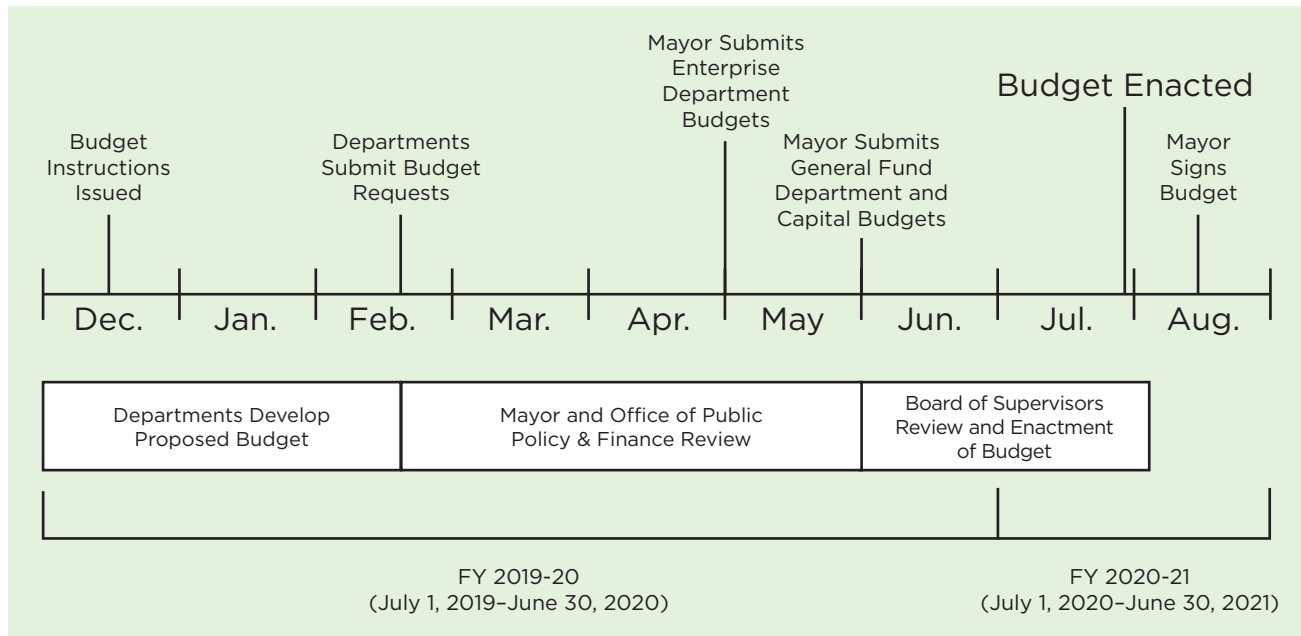 Mayor Submits
Enterprise
Department
Budgets
Budget Enacted
Budget
Instructions
Issued
Departments
Submit Budget
Requests
Mayor Submits
General Fund
Department and
Capital Budgets
Mayor
Signs
Budget
Dec.
Jan.
Feb.
Mar.
Apr.
May
Jun.
Jul.
Aug.
Departments Develop
Proposed Budget
Mayor and Office of Public
Policy & Finance Review
Board of Supervisors
Review and Enactment
of Budget
FY 2019-20
(July 1, 2019–June 30, 2020)
FY 2020-21
(July 1, 2020–June 30, 2021)